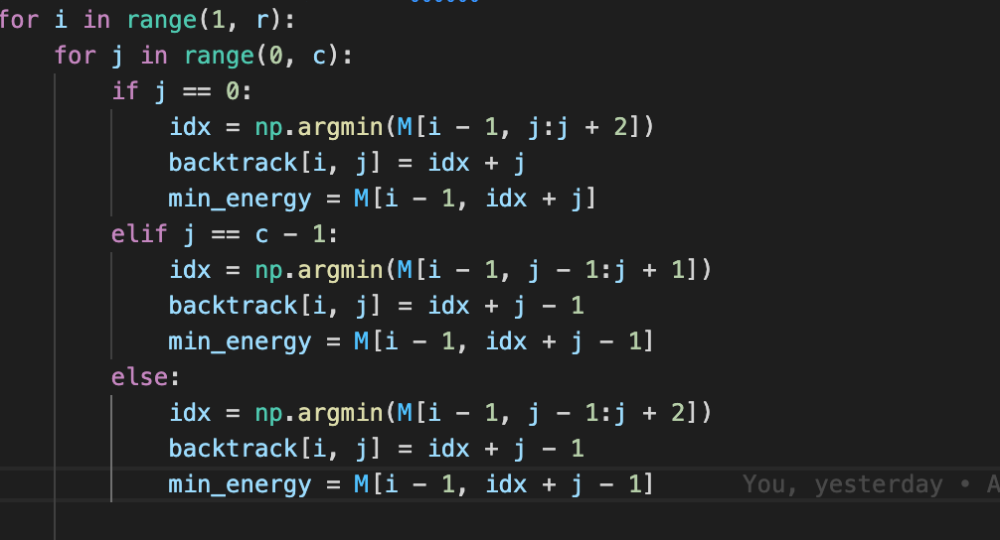 for i in range(1, r):
    for j in range(0, c):
        if j == 0:
            idx = np.argmin(M[i - 1, j:j + 2])
            backtrack[i, j] = idx + j
            min_energy = M[i - 1, idx + j]
        elif j == c - 1:
            idx = np.argmin(M[i - 1, j - 1:j + 1])
            backtrack[i, j] = idx + j - 1
            min_energy = M[i - 1, idx + j - 1]
        else:
            idx = np.argmin(M[i - 1, j - 1:j + 2])
            backtrack[i, j] = idx + j - 1
            min_energy = M[i - 1, idx + j - 1] You, yesterday •